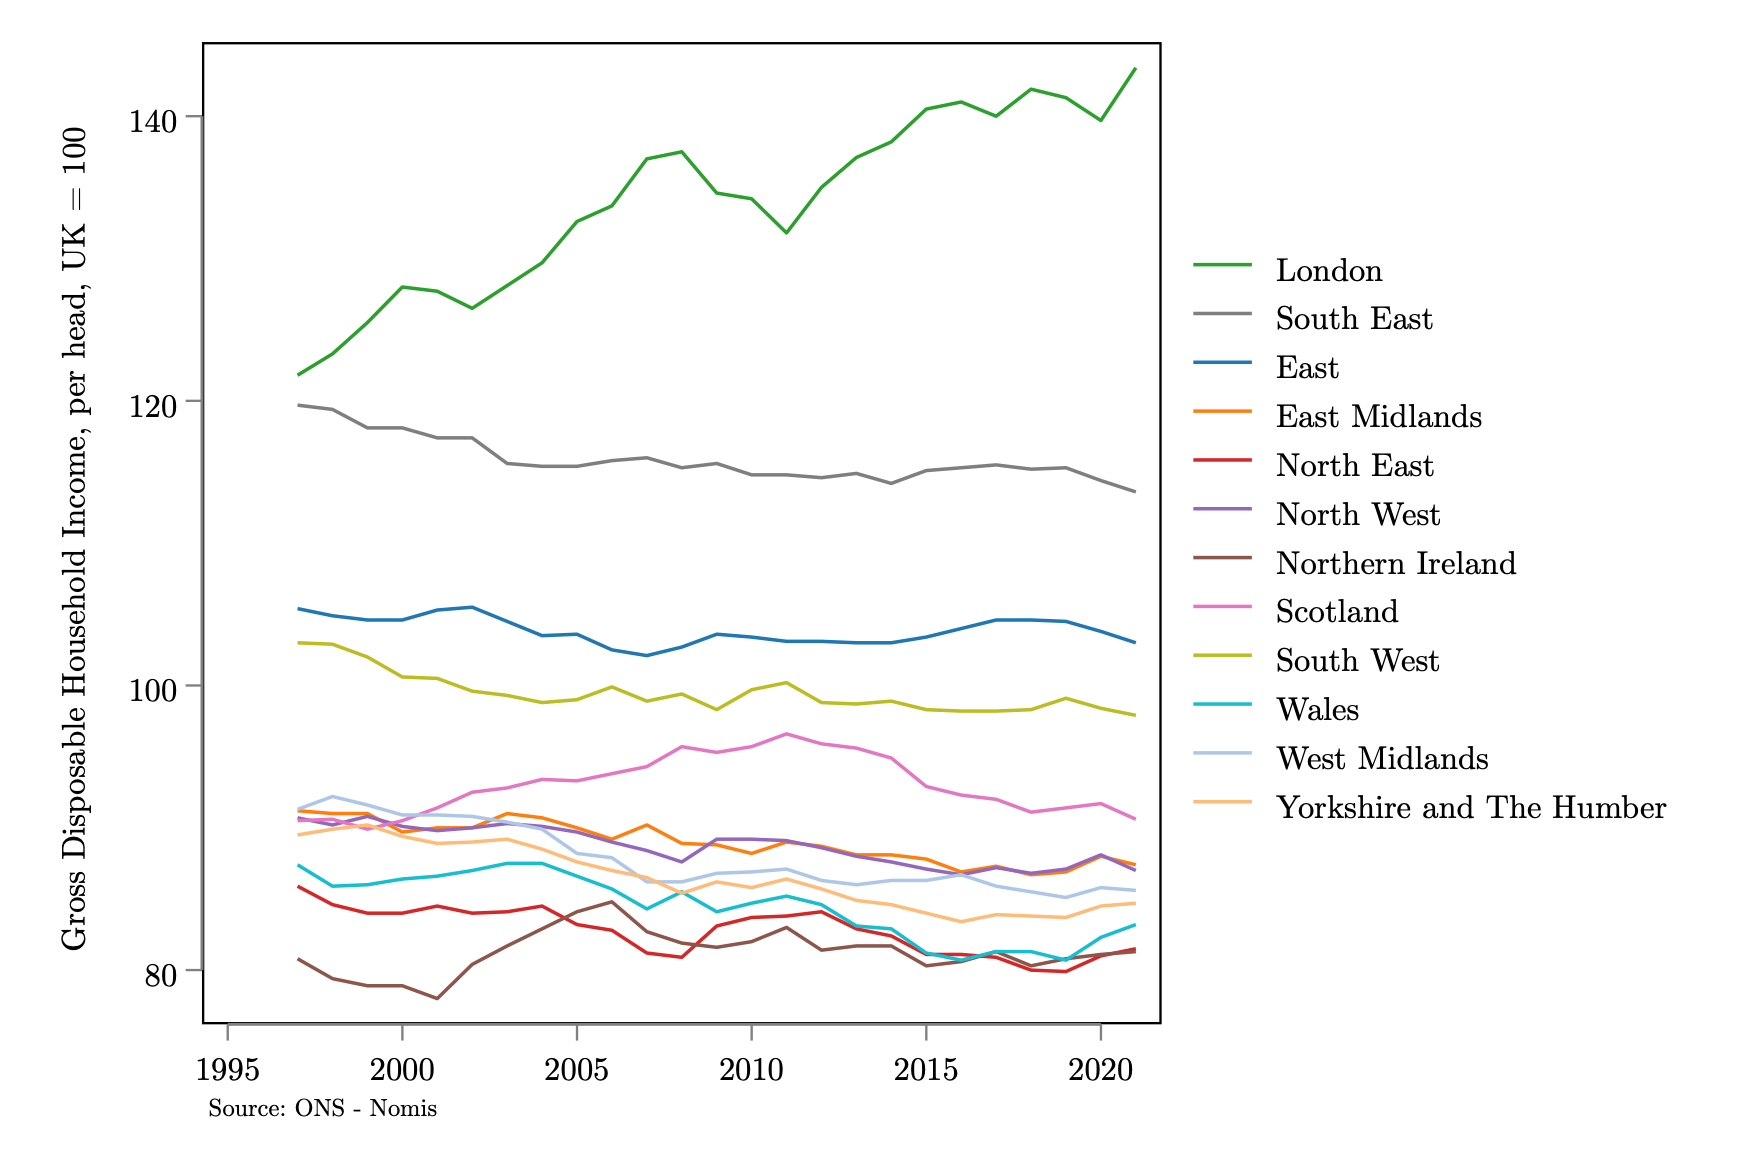 Gross Disposable Household Income, per head, UK = 100
140
120
100
80
1995 2000 2005 2010 2015 2020
Source: ONS - Nomis
London
South East
East
East Midlands
North East
North West
Northern Ireland
Scotland
South West
Wales
West Midlands
Yorkshire and The Humber